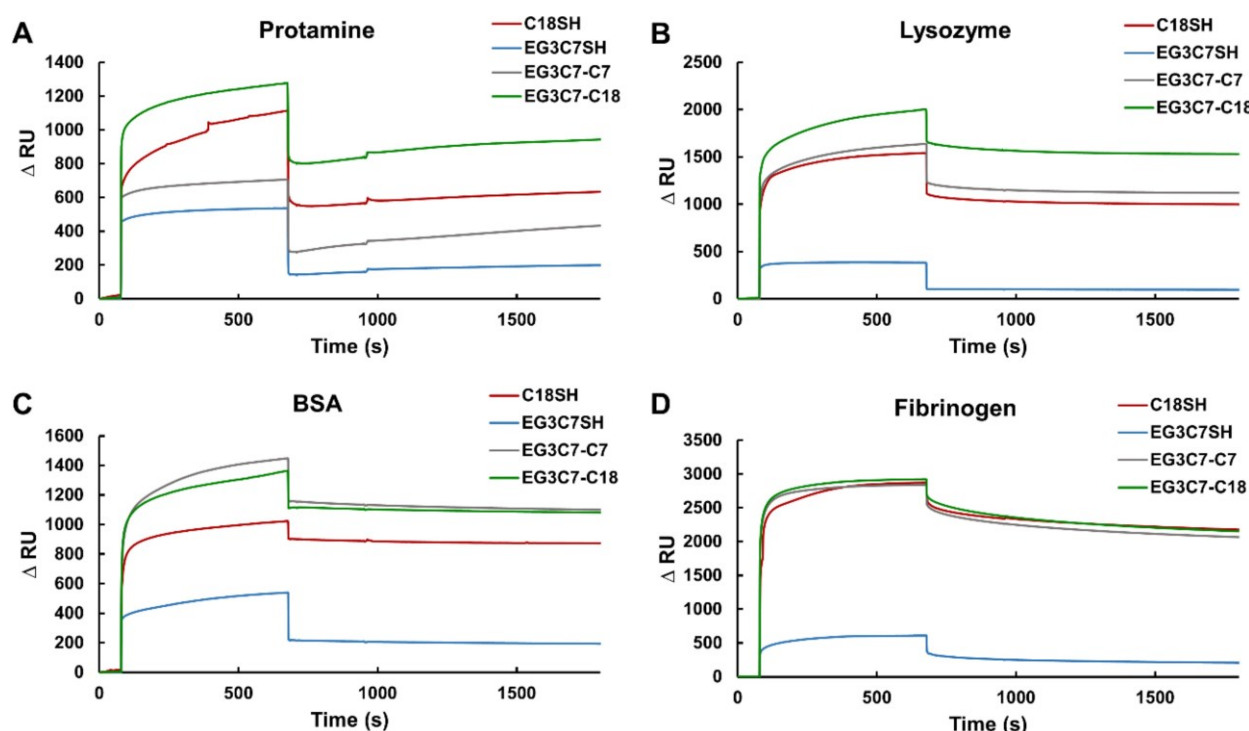 A
Protamine
C18SH
EG3C7SH
EG3C7-C7
EG3C7-C18
1400
1200
1000
800
600
400
200
0
Δ RU
0 500 1000 1500
Time (s)
B
Lysozyme
C18SH
EG3C7SH
EG3C7-C7
EG3C7-C18
2500
2000
1500
1000
500
0
Δ RU
0 500 1000 1500
Time (s)
C
BSA
C18SH
EG3C7SH
EG3C7-C7
EG3C7-C18
1600
1400
1200
1000
800
600
400
200
0
Δ RU
0 500 1000 1500
Time (s)
D
Fibrinogen
C18SH
EG3C7SH
EG3C7-C7
EG3C7-C18
3500
3000
2500
2000
1500
1000
500
0
Δ RU
0 500 1000 1500
Time (s)